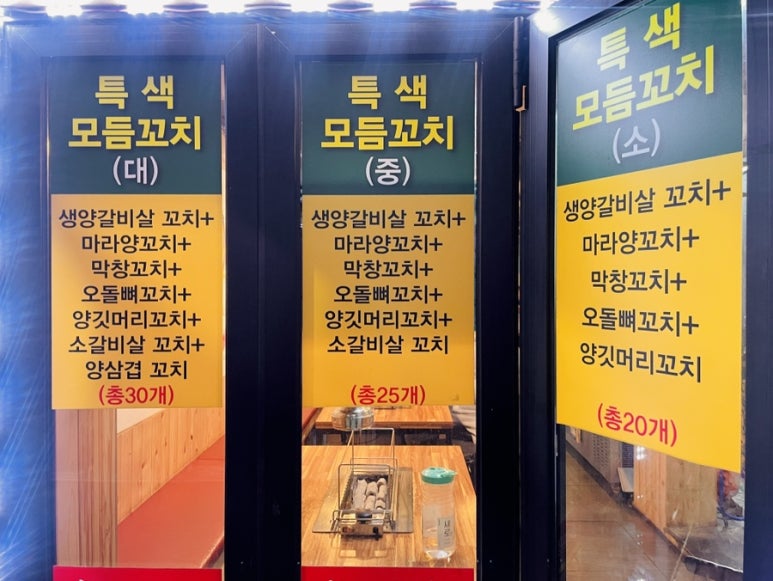 특 색
모듬꼬치
(대)
생양갈비살 꼬치+
마라양꼬치+
막창꼬치+
오돌뼈꼬치+
양깃머리꼬치+
소갈비살 꼬치+
양삼겹 꼬치
(총30개)
특 색
모듬꼬치
(중)
생양갈비살 꼬치+
마라양꼬치+
막창꼬치+
오돌뼈꼬치+
양깃머리꼬치+
소갈비살 꼬치
(총25개)
특 색
모듬꼬치
(소)
생양갈비살 꼬치+
마라양꼬치+
막창꼬치+
오돌뼈꼬치+
양깃머리꼬치
(총20개)